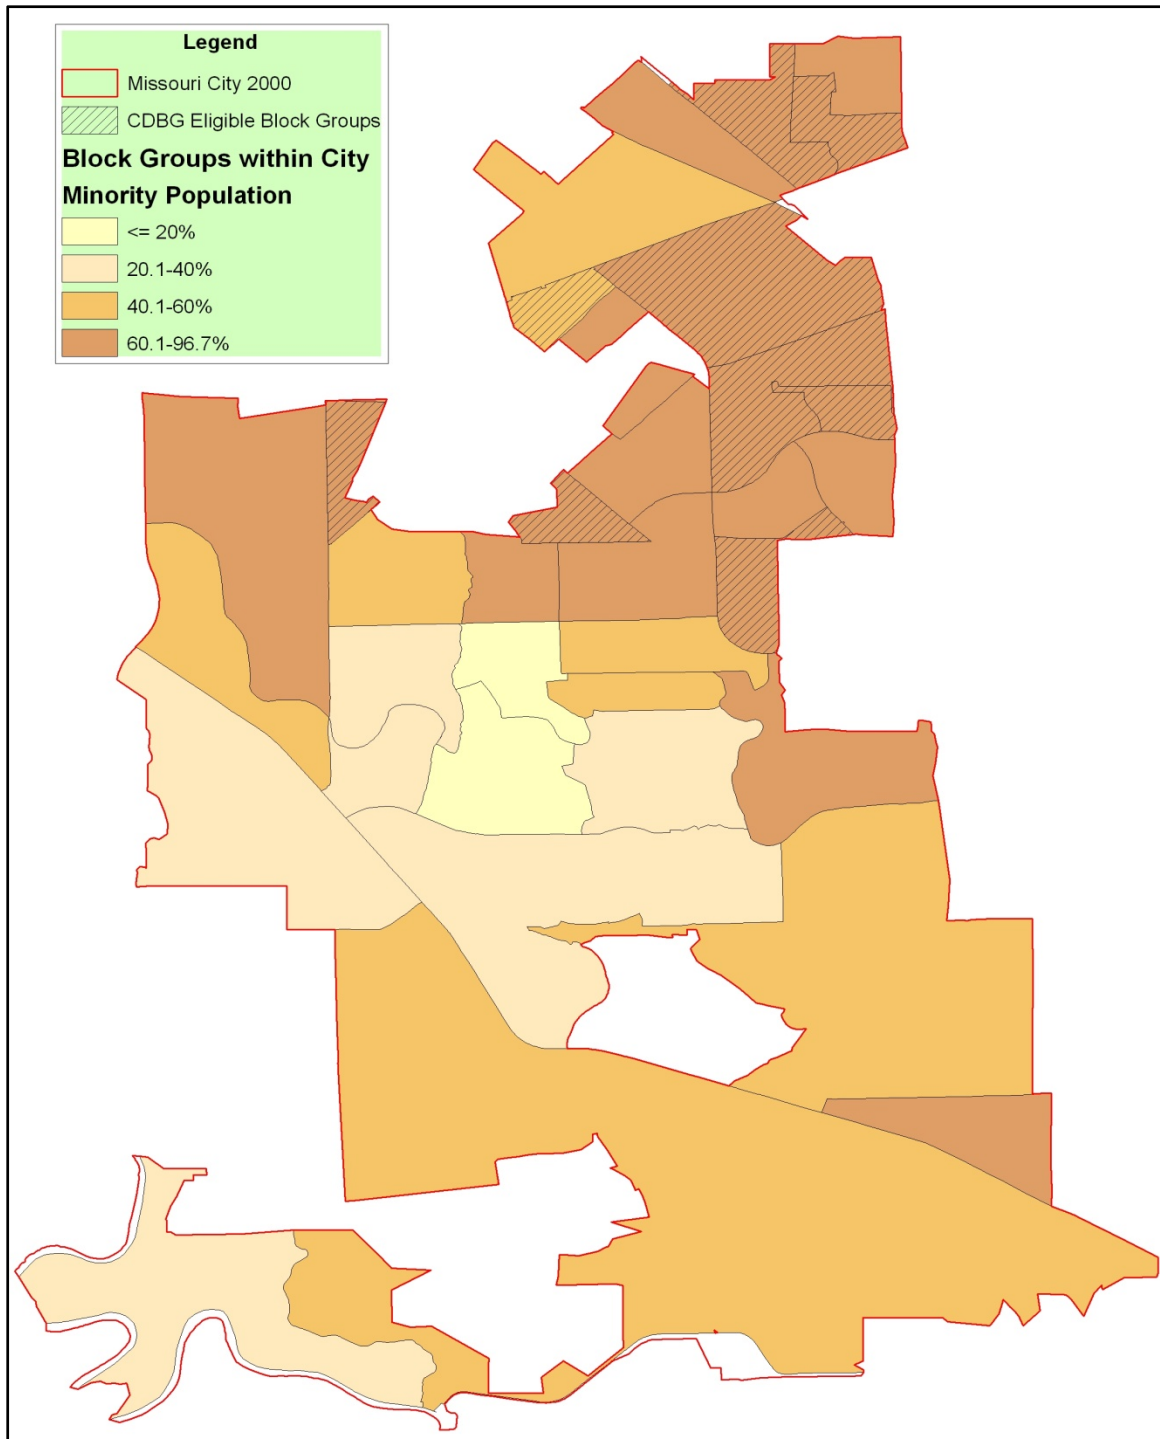 Legend
Missouri City 2000
CDBG Eligible Block Groups
Block Groups within City
Minority Population
<= 20%
20.1-40%
40.1-60%
60.1-96.7%